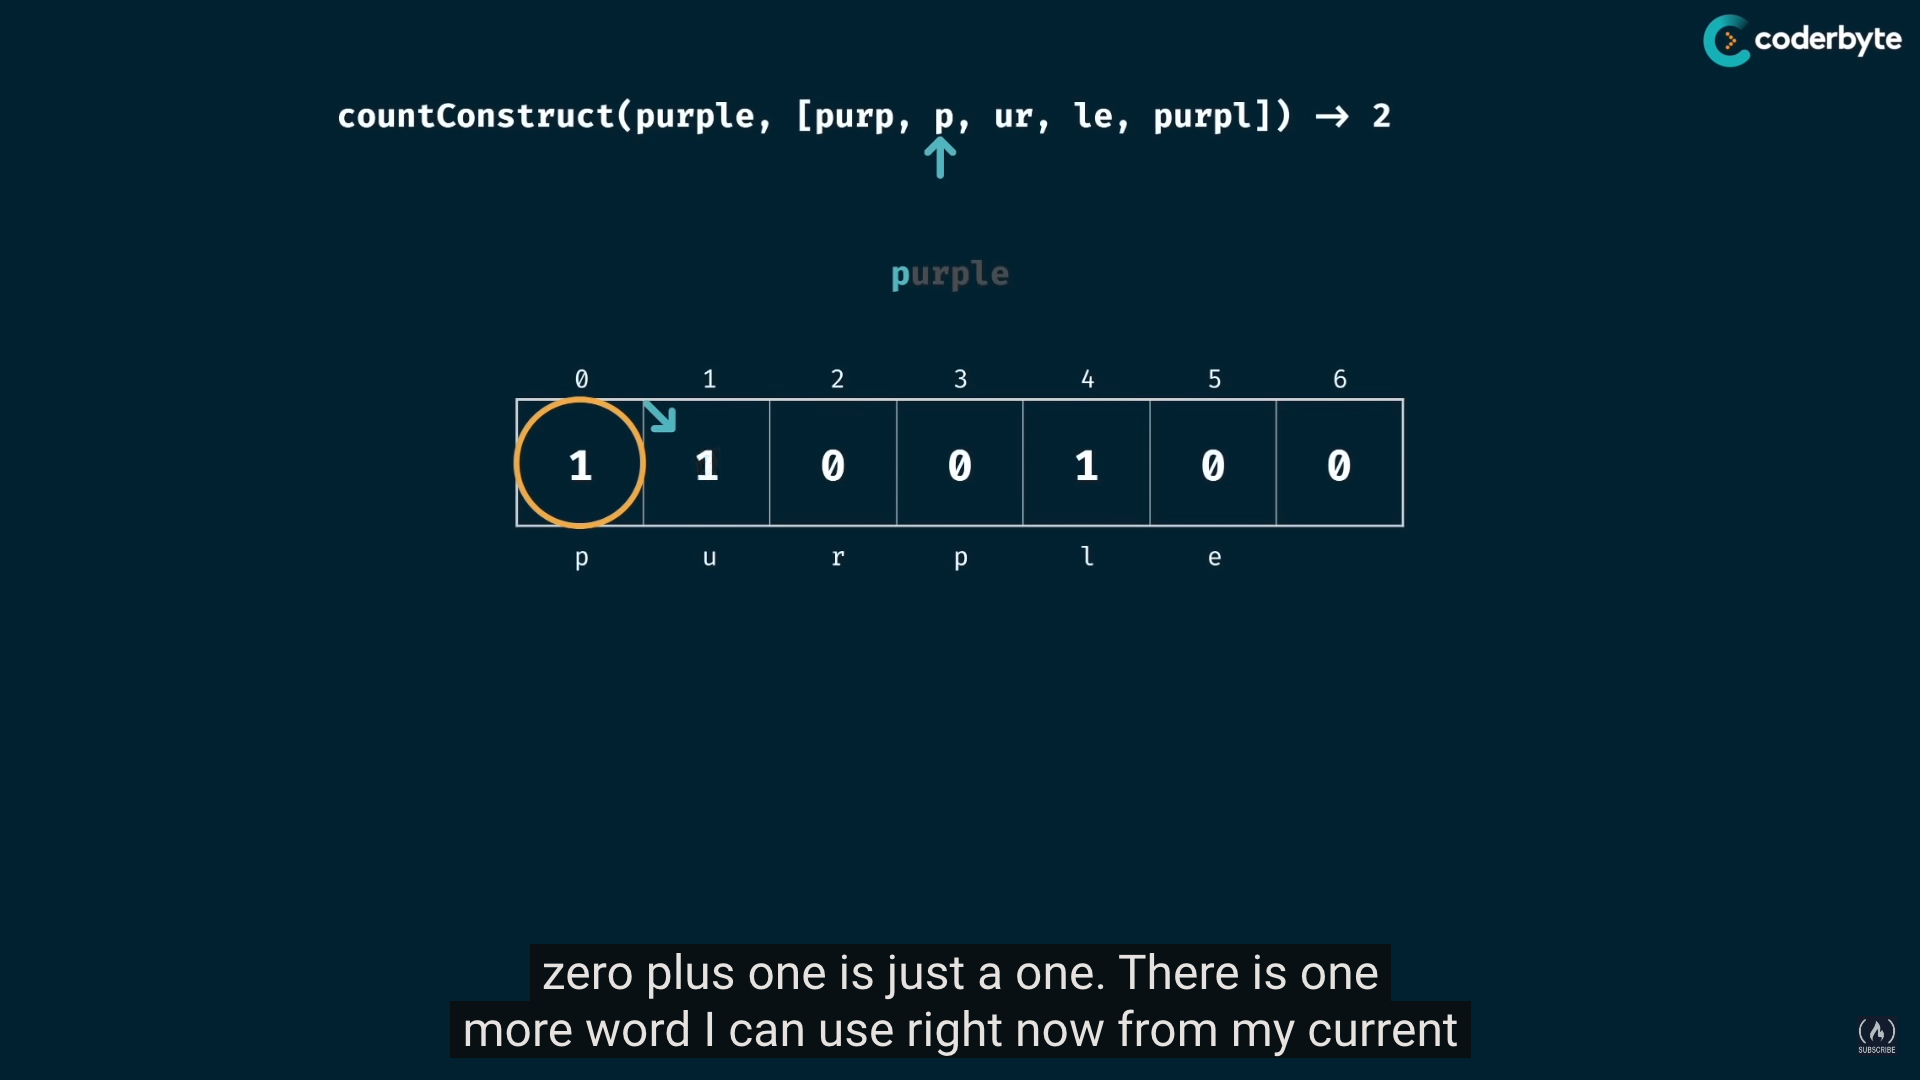 coderbyte
countConstruct(purple, [purp, p, ur, le, purpl]) → 2
purple
0 1 2 3 4 5 6
1 1 0 0 1 0 0
p u r p l e
zero plus one is just a one. There is one
more word I can use right now from my current
SUBSCRIBE